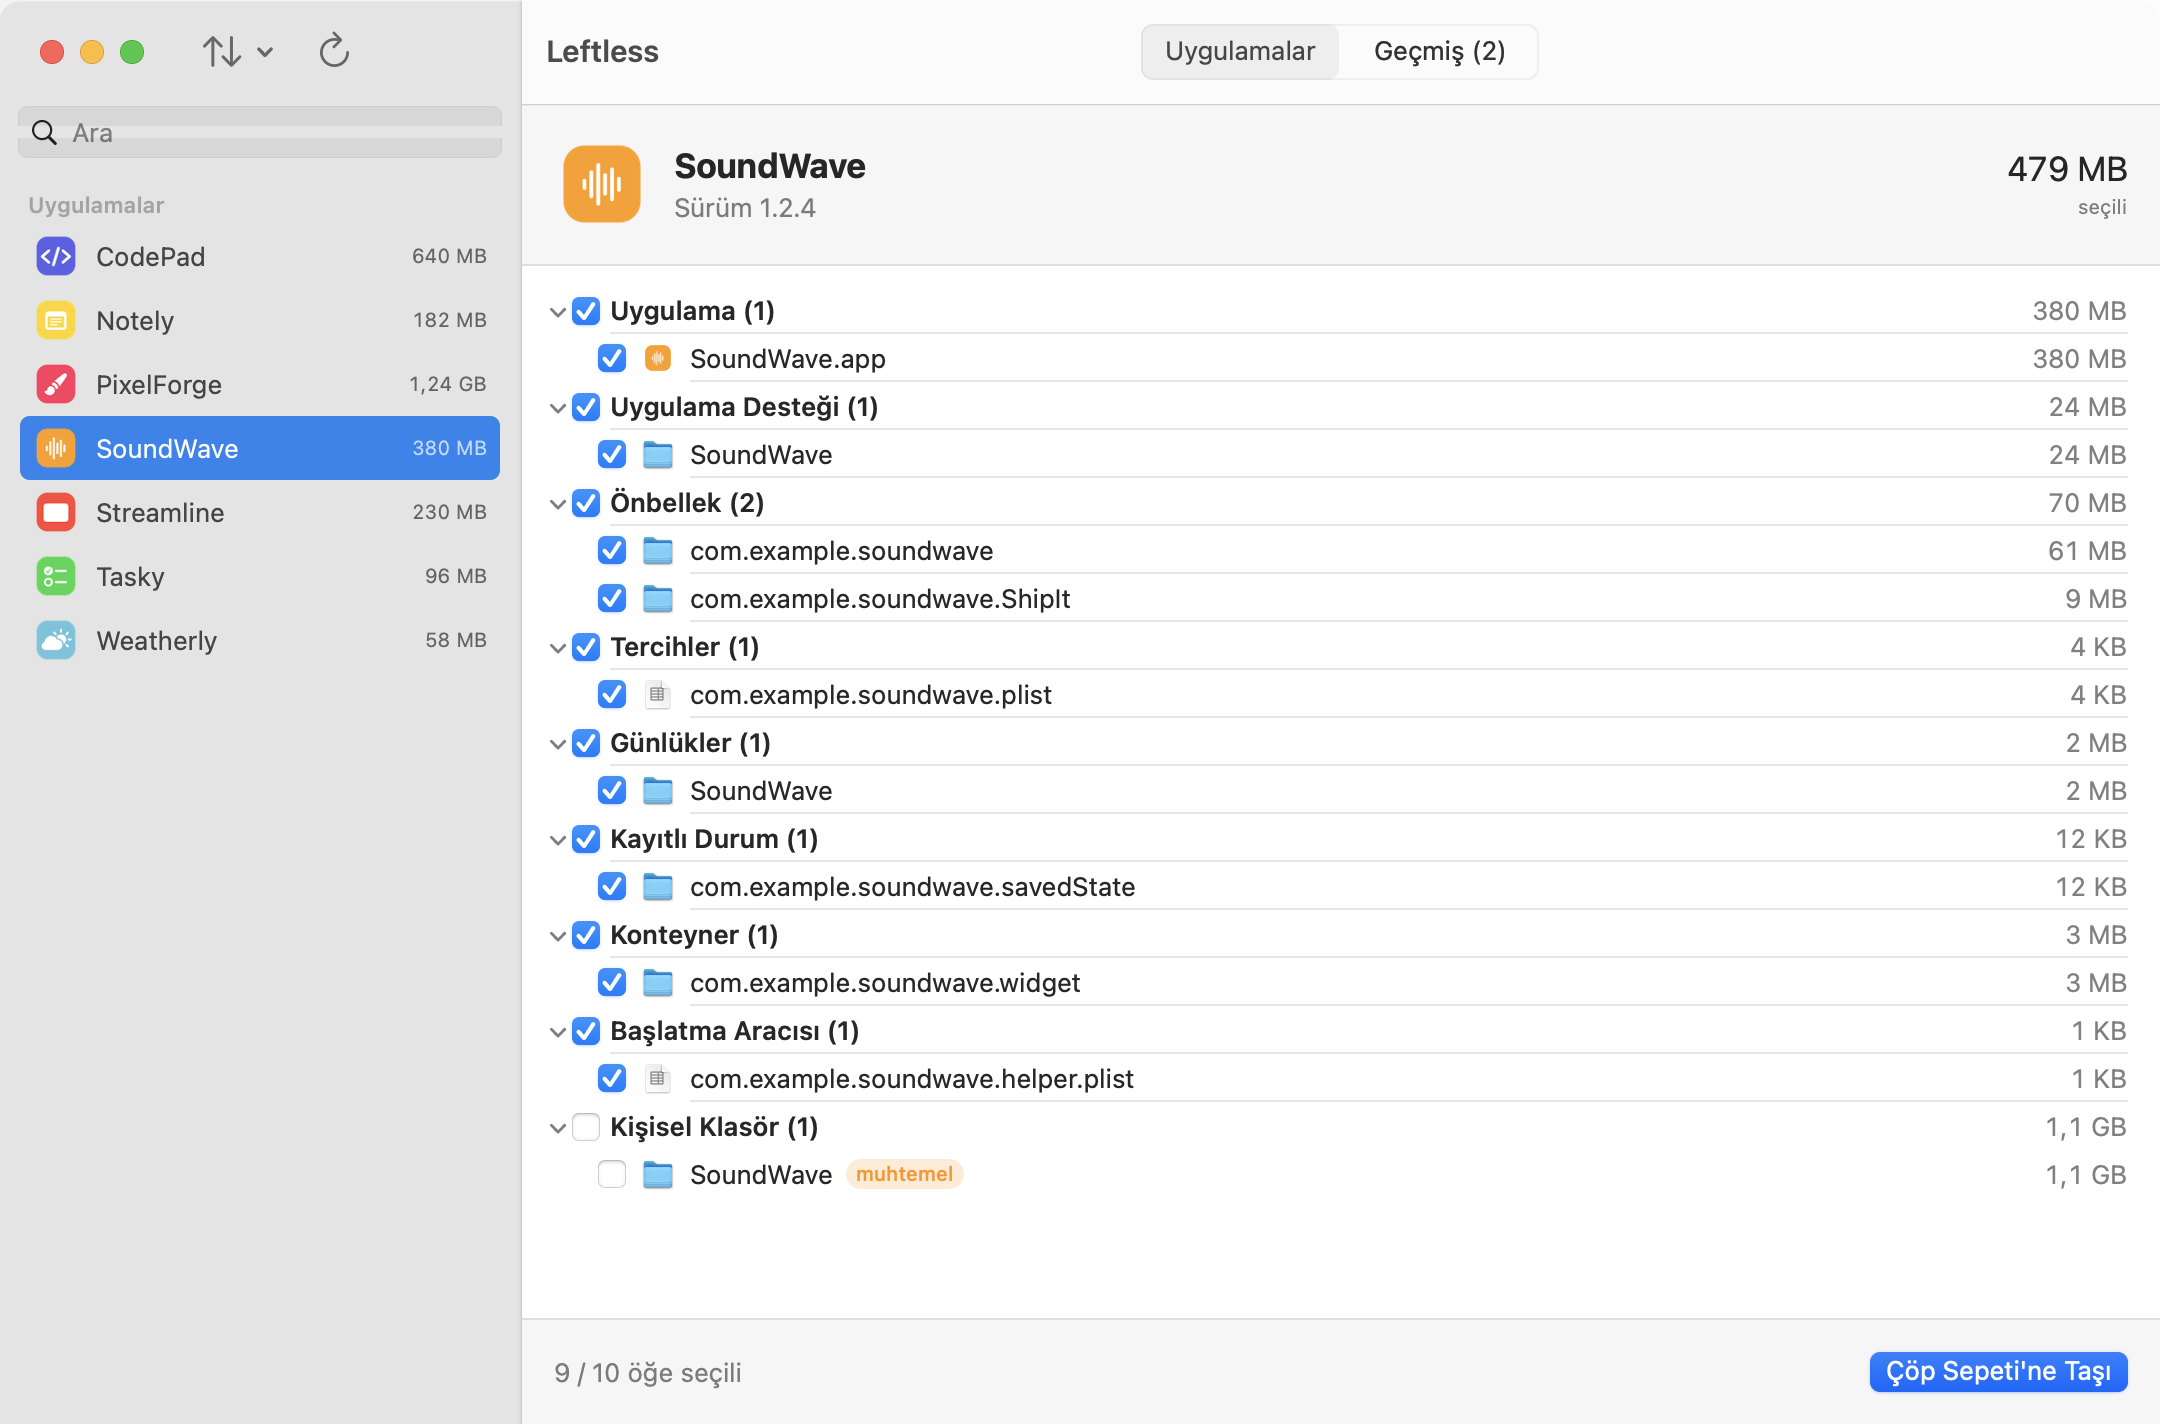 Leftless
Uygulamalar
Geçmiş (2)
Ara
Uygulamalar
CodePad 640 MB
Notely 182 MB
PixelForge 1,24 GB
SoundWave 380 MB
Streamline 230 MB
Tasky 96 MB
Weatherly 58 MB
SoundWave 479 MB
Sürüm 1.2.4 seçili
Uygulama (1) 380 MB
SoundWave.app 380 MB
Uygulama Desteği (1) 24 MB
SoundWave 24 MB
Önbellek (2) 70 MB
com.example.soundwave 61 MB
com.example.soundwave.ShipIt 9 MB
Tercihler (1) 4 KB
com.example.soundwave.plist 4 KB
Günlükler (1) 2 MB
SoundWave 2 MB
Kayıtlı Durum (1) 12 KB
com.example.soundwave.savedState 12 KB
Konteyner (1) 3 MB
com.example.soundwave.widget 3 MB
Başlatma Aracısı (1) 1 KB
com.example.soundwave.helper.plist 1 KB
Kişisel Klasör (1) 1,1 GB
SoundWave muhtemel 1,1 GB
9 / 10 öğe seçili
Çöp Sepeti'ne Taşı